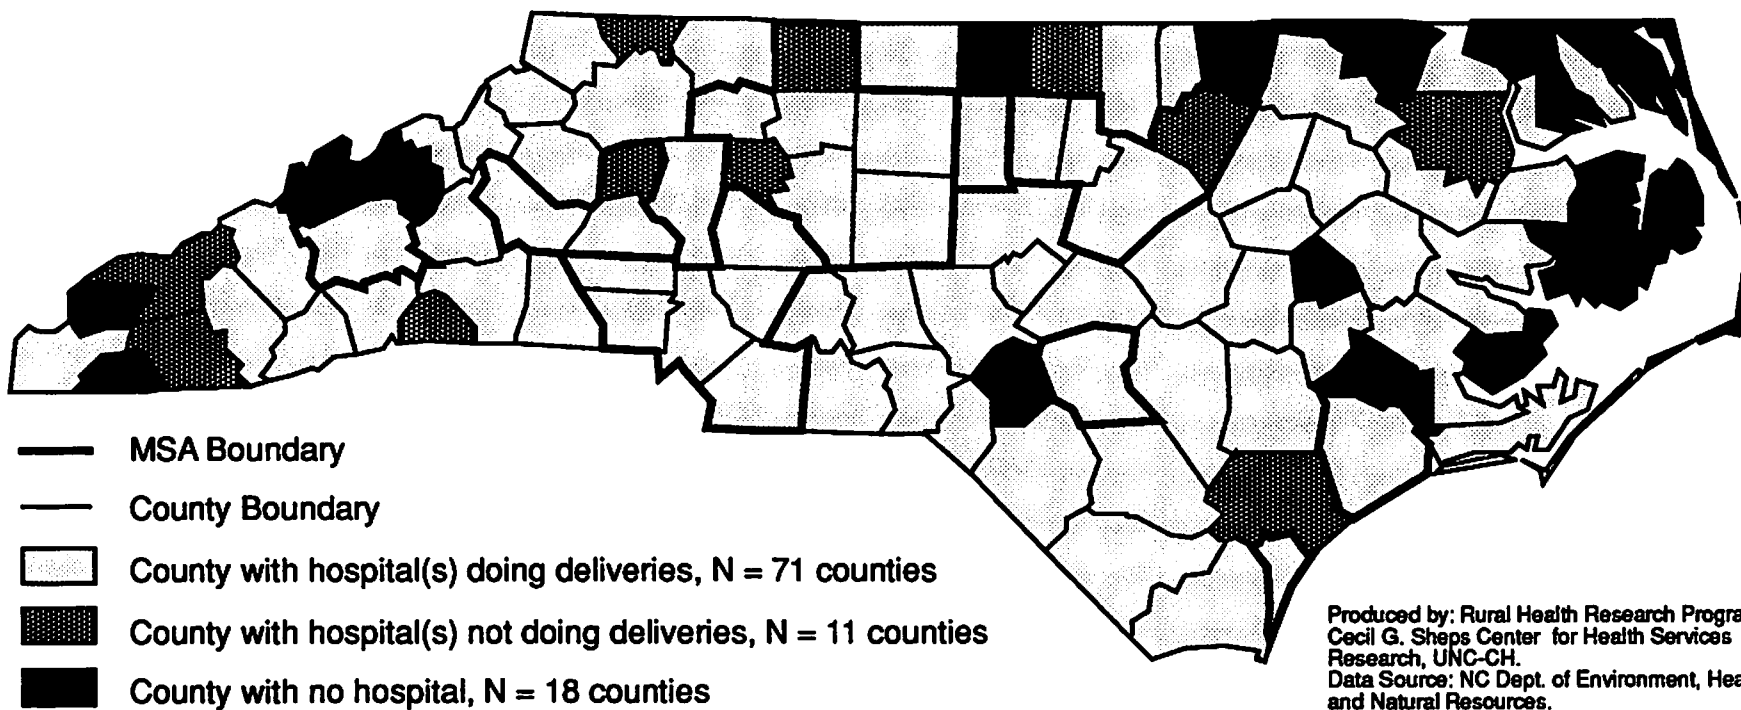 MSA Boundary
County Boundary
County with hospital(s) doing deliveries, N = 71 counties
County with hospital(s) not doing deliveries, N = 11 counties
County with no hospital, N = 18 counties
Produced by: Rural Health Research Progra
Cecil G. Sheps Center for Health Services
Research, UNC-CH.
Data Source: NC Dept. of Environment, Hea
and Natural Resources.